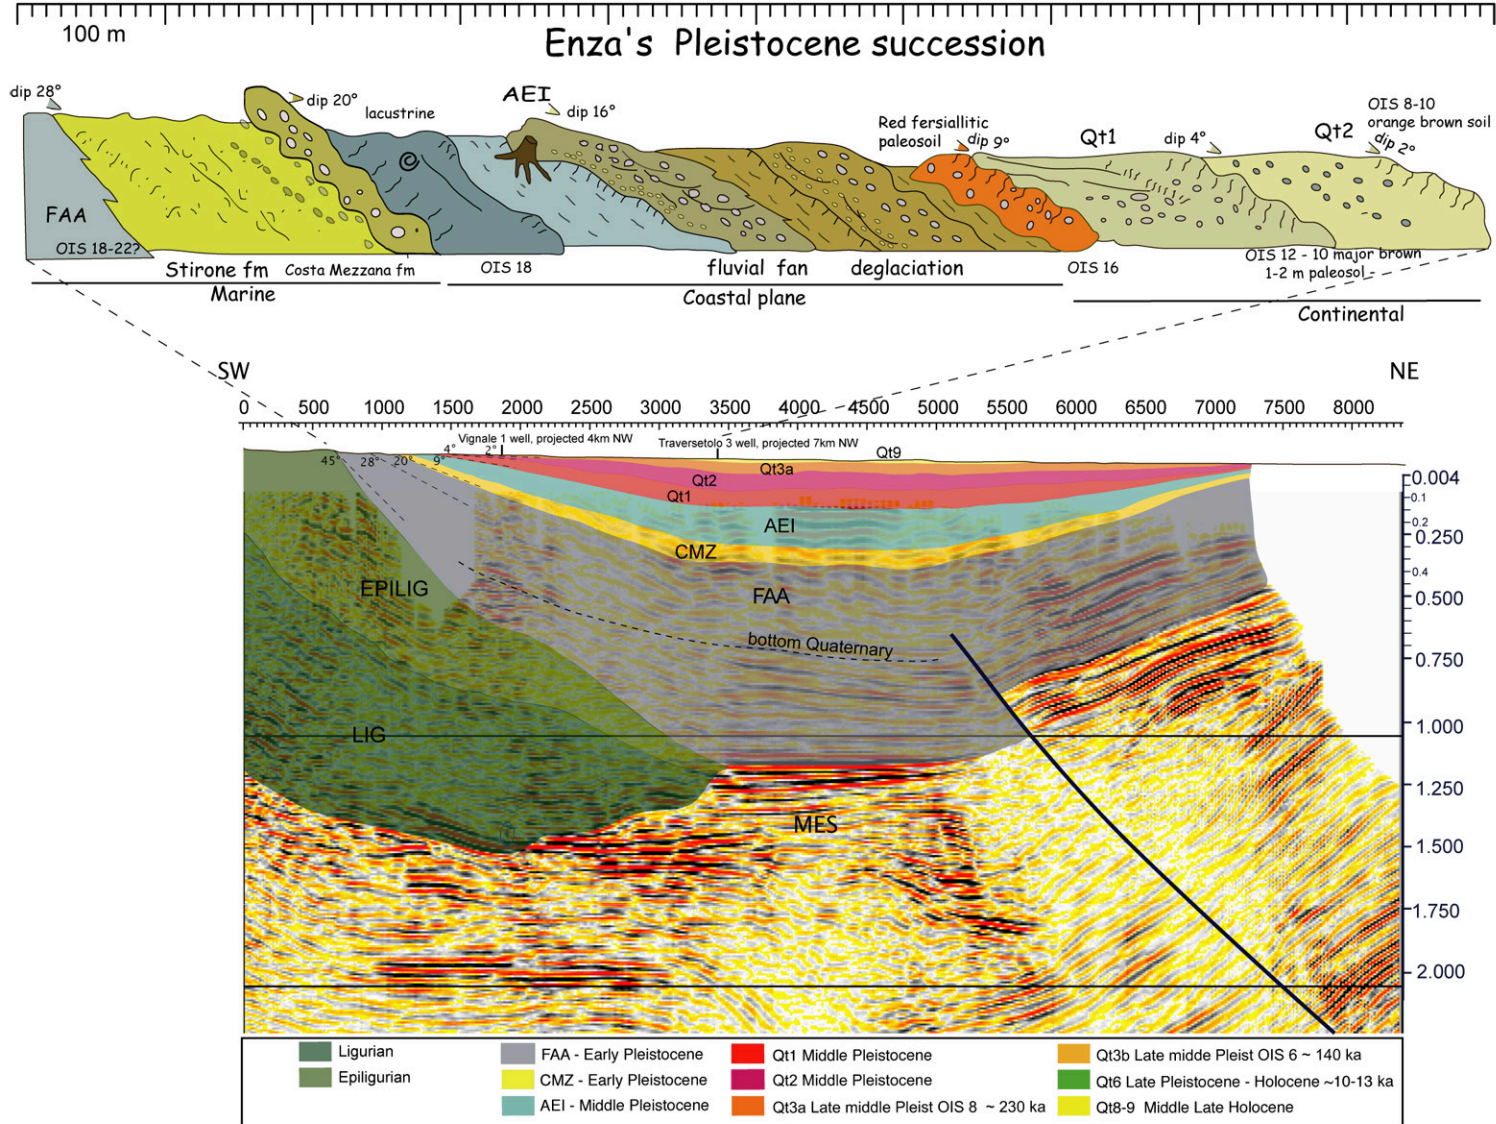 100 m
Enza's Pleistocene succession
dip 28°
dip 20°
lacustrine
AEI
dip 16°
Red fersiallitic
paleosoil
dip 9°
Qt1
dip 4°
Qt2
OIS 8-10
orange brown soil
dip 2°
FAA
OIS 18-22?
Stirone fm
Costa Mezzana fm
OIS 18
fluvial fan
deglaciation
OIS 16
OIS 12 - 10 major brown
1-2 m paleosol
Marine
Coastal plane
Continental
SW
NE
0 500 1000 1500 2000 2500 3000 3500 4000 4500 5000 5500 6000 6500 7000 7500 8000
Vignale 1 well, projected 4km NW
Traversetolo 3 well, projected 7km NW
45° 28° 20° 9° 4° 2°
Qt9
Qt3a
Qt2
Qt1
AEI
CMZ
EPILIG
FAA
bottom Quaternary
LIG
MES
0.004
0.1
0.2
0.250
0.4
0.500
0.750
1.000
1.250
1.500
1.750
2.000
Ligurian
Epiligurian
FAA - Early Pleistocene
CMZ - Early Pleistocene
AEI - Middle Pleistocene
Qt1 Middle Pleistocene
Qt2 Middle Pleistocene
Qt3a Late middle Pleist OIS 8 ~ 230 ka
Qt3b Late midde Pleist OIS 6 ~ 140 ka
Qt6 Late Pleistocene - Holocene ~10-13 ka
Qt8-9 Middle Late Holocene